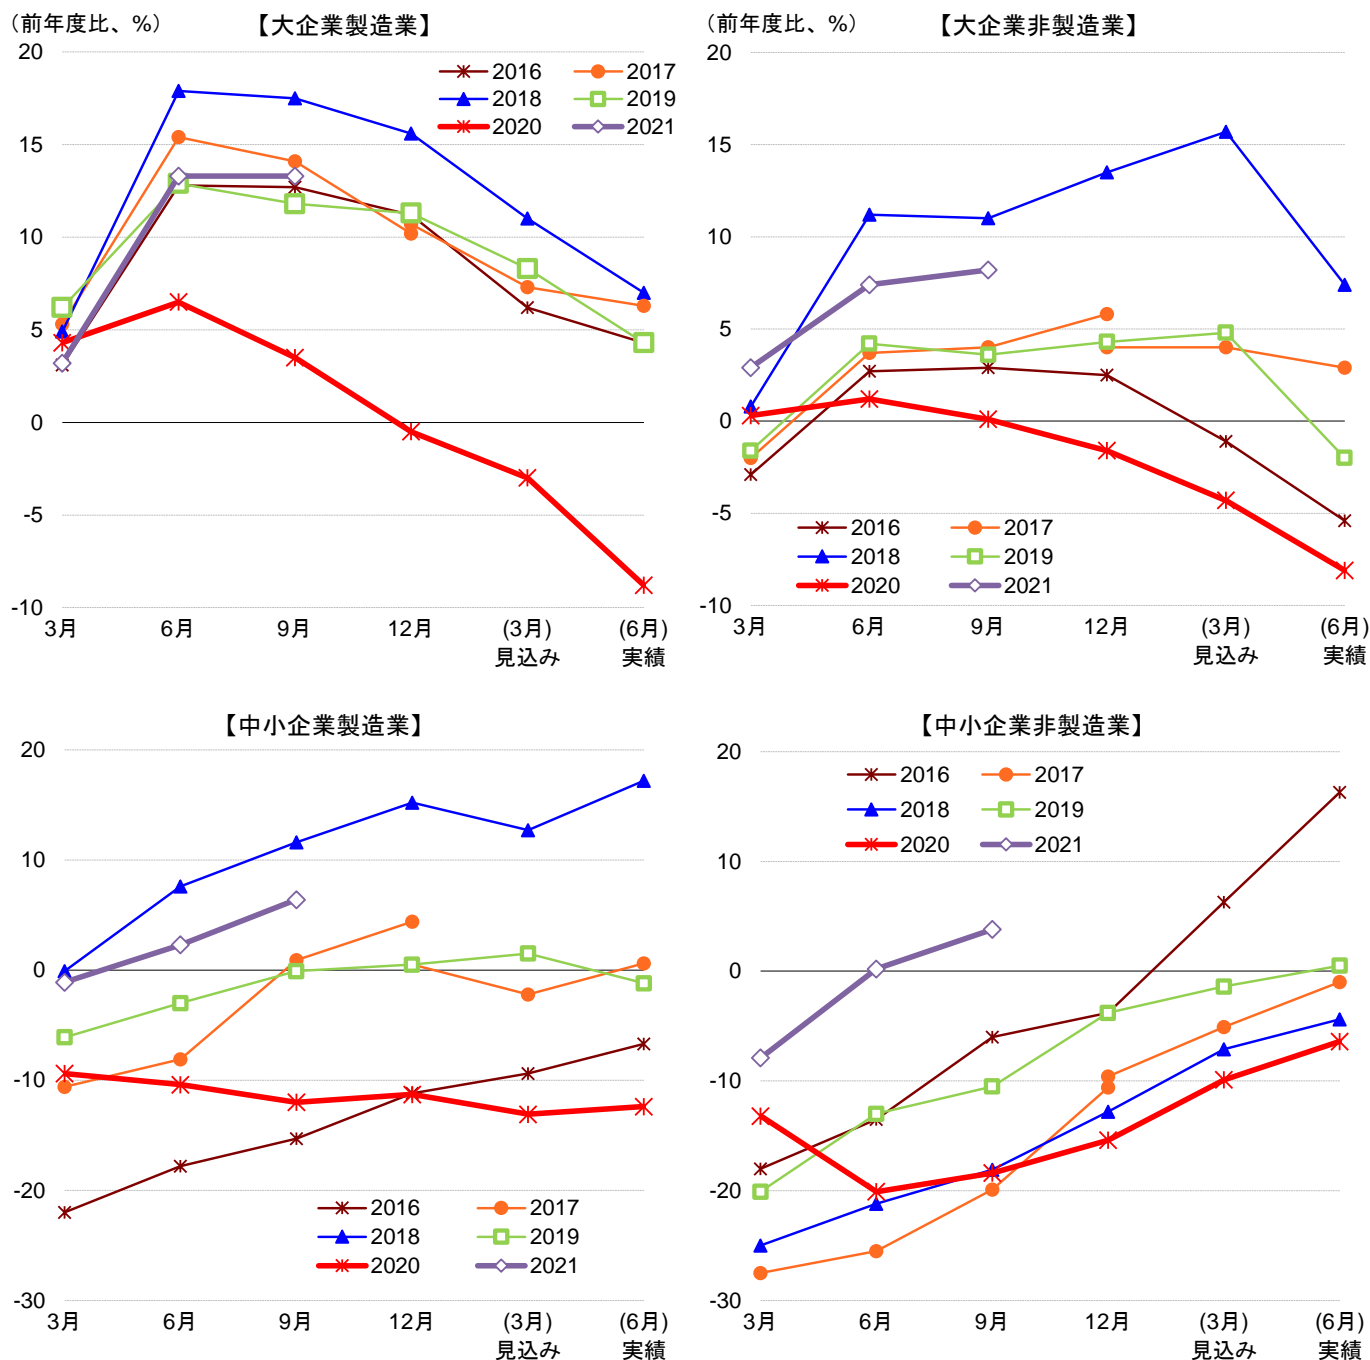 （前年度比、%）
【大企業製造業】
20
15
10
5
0
-5
-10
2016
2017
2018
2019
2020
2021
3月
6月
9月
12月
(3月)
見込み
(6月)
実績
（前年度比、%）
【大企業非製造業】
20
15
10
5
0
-5
-10
2016
2017
2018
2019
2020
2021
3月
6月
9月
12月
(3月)
見込み
(6月)
実績
【中小企業製造業】
20
10
0
-10
-20
-30
2016
2017
2018
2019
2020
2021
3月
6月
9月
12月
(3月)
見込み
(6月)
実績
【中小企業非製造業】
20
10
0
-10
-20
-30
2016
2017
2018
2019
2020
2021
3月
6月
9月
12月
(3月)
見込み
(6月)
実績